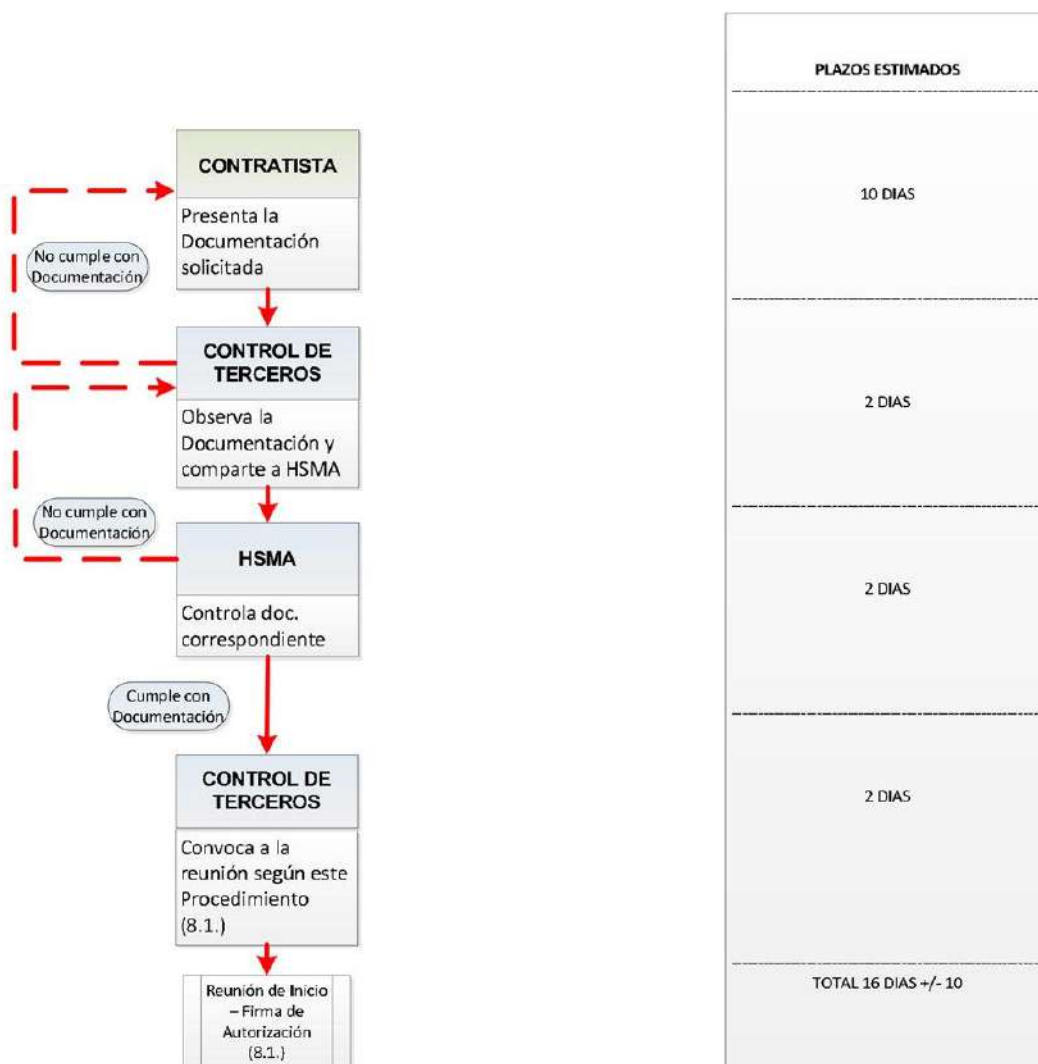 PLAZOS ESTIMADOS
CONTRATISTA
Presenta la
Documentación
solicitada
10 DIAS
No cumple con
Documentación
CONTROL DE
TERCEROS
Observa la
Documentación y
comparte a HSMA
2 DIAS
No cumple con
Documentación
HSMA
Controla doc.
correspondiente
2 DIAS
Cumple con
Documentación
CONTROL DE
TERCEROS
Convoca a la
reunión según este
Procedimiento
(8.1.)
2 DIAS
Reunión de Inicio
– Firma de
Autorización
(8.1.)
TOTAL 16 DIAS +/- 10